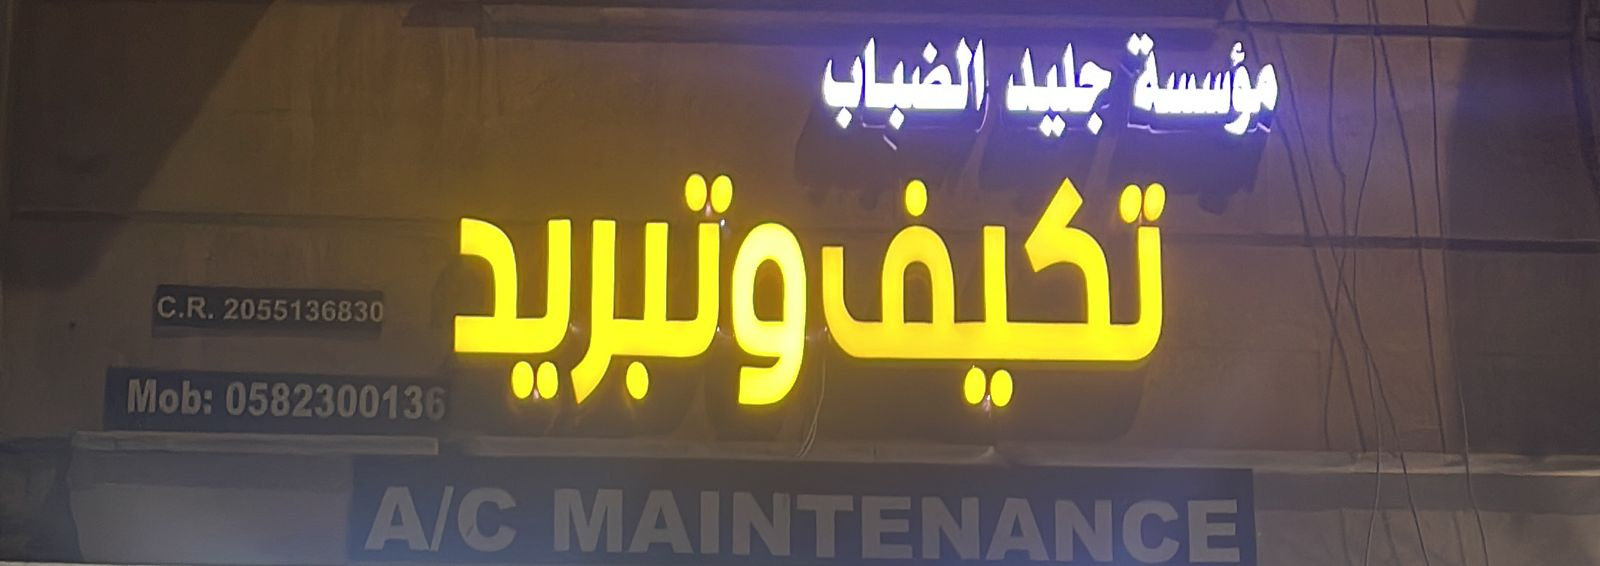 مؤسسة جليد الضباب
تكيف وتبريد
C.R. 2055136830
Mob: 0582300136
A/C MAINTENANCE